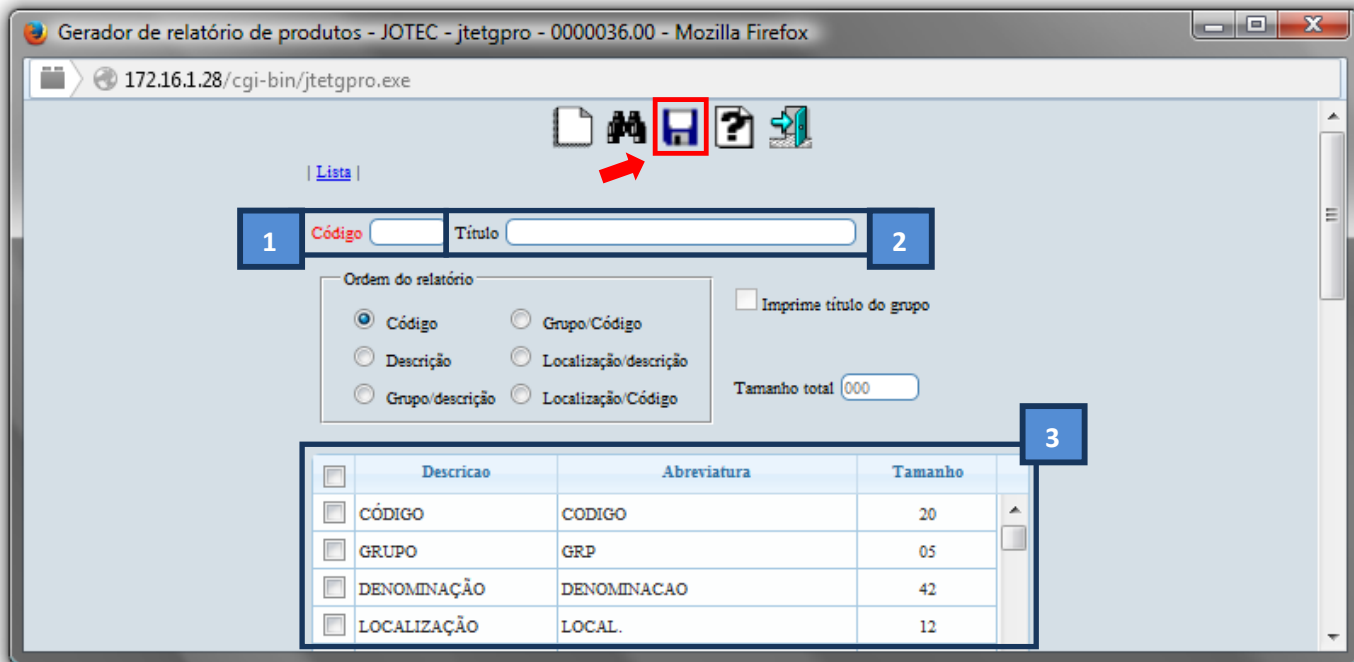 Gerador de relatório de produtos - JOTEC - jtetgpro - 0000036.00 - Mozilla Firefox
172.16.1.28/cgi-bin/jtetgpro.exe
| Lista |
1 Código Título 2
Ordem do relatório
Código Grupo/Código
Descrição Localização/descrição
Grupo/descrição Localização/Código
Imprime título do grupo
Tamanho total 000
3
Descricao Abreviatura Tamanho
CÓDIGO CODIGO 20
GRUPO GRP 05
DENOMINAÇÃO DENOMINACAO 42
LOCALIZAÇÃO LOCAL. 12